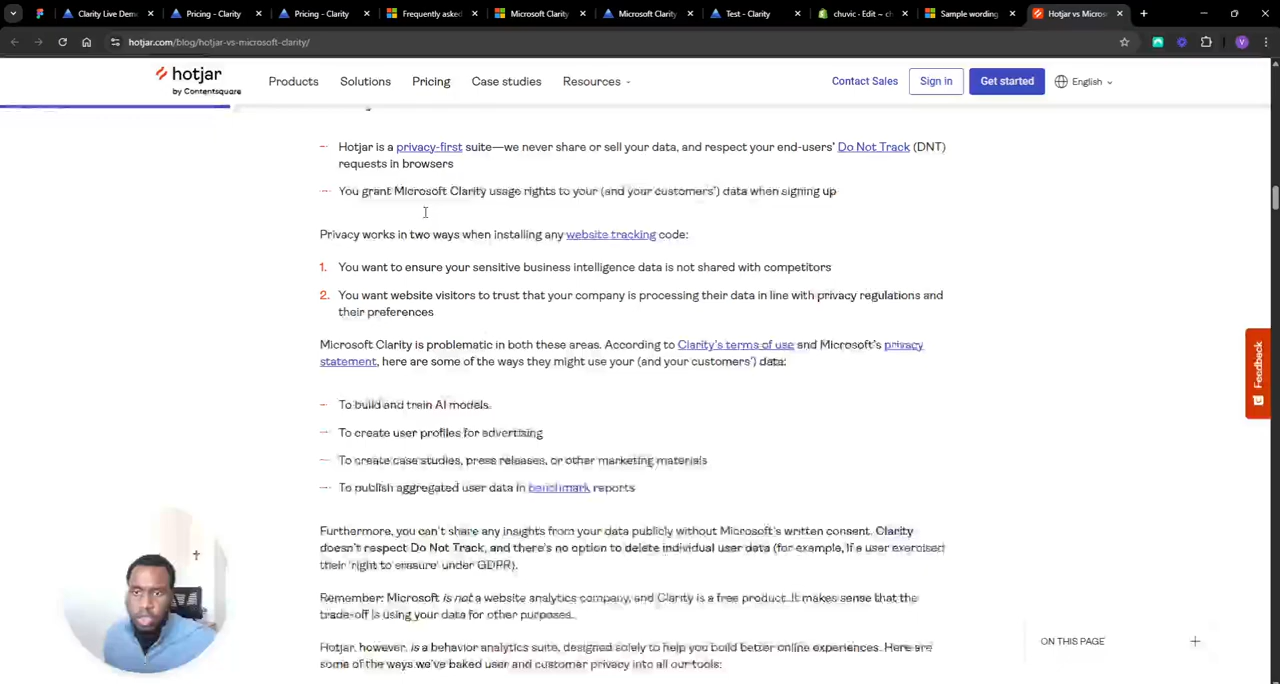 Clarity Live Demo
Pricing - Clarity
Pricing - Clarity
Frequently asked
Microsoft Clarity
Microsoft Clarity
Test - Clarity
chuvic · Edit ~ ch
Sample wording
Hotjar vs Micros
hotjar.com/blog/hotjar-vs-microsoft-clarity/
V
hotjar
by Contentsquare
Products
Solutions
Pricing
Case studies
Resources
Contact Sales
Sign in
Get started
English
Hotjar is a privacy-first suite—we never share or sell your data, and respect your end-users' Do Not Track (DNT)
requests in browsers
You grant Microsoft Clarity usage rights to your (and your customers') data when signing up
Privacy works in two ways when installing any website tracking code:
1. You want to ensure your sensitive business intelligence data is not shared with competitors
2. You want website visitors to trust that your company is processing their data in line with privacy regulations and
their preferences
Microsoft Clarity is problematic in both these areas. According to Clarity's terms of use and Microsoft's privacy
statement, here are some of the ways they might use your (and your customers') data:
To build and train AI models.
To create user profiles for advertising
To create case studies, press releases, or other marketing materials
To publish aggregated user data in benchmark reports
Furthermore, you can't share any insights from your data publicly without Microsoft's written consent. Clarity
doesn't respect Do Not Track, and there's no option to delete individual user data (for example, if a user exercised
their 'right to erasure' under GDPR).
Remember: Microsoft is not a website analytics company, and Clarity is a free product. It makes sense that the
trade-off is using your data for other purposes.
Hotjar, however, is a behavior analytics suite, designed solely to help you build better online experiences. Here are
some of the ways we've baked user and customer privacy into all our tools:
Feedback
ON THIS PAGE